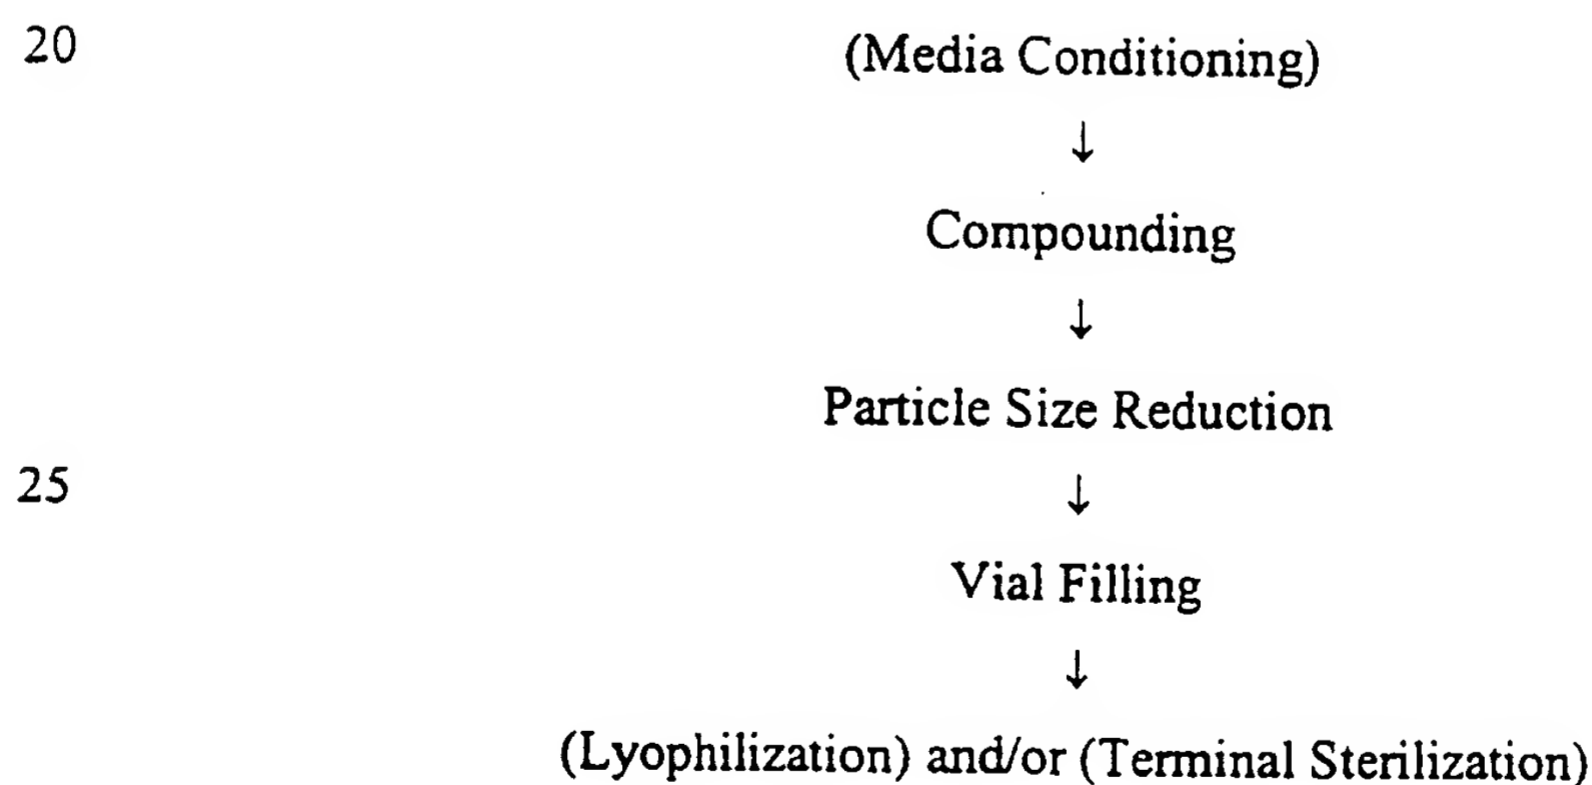 20 (Media Conditioning)
↓
Compounding
↓
Particle Size Reduction
25 ↓
Vial Filling
↓
(Lyophilization) and/or (Terminal Sterilization)